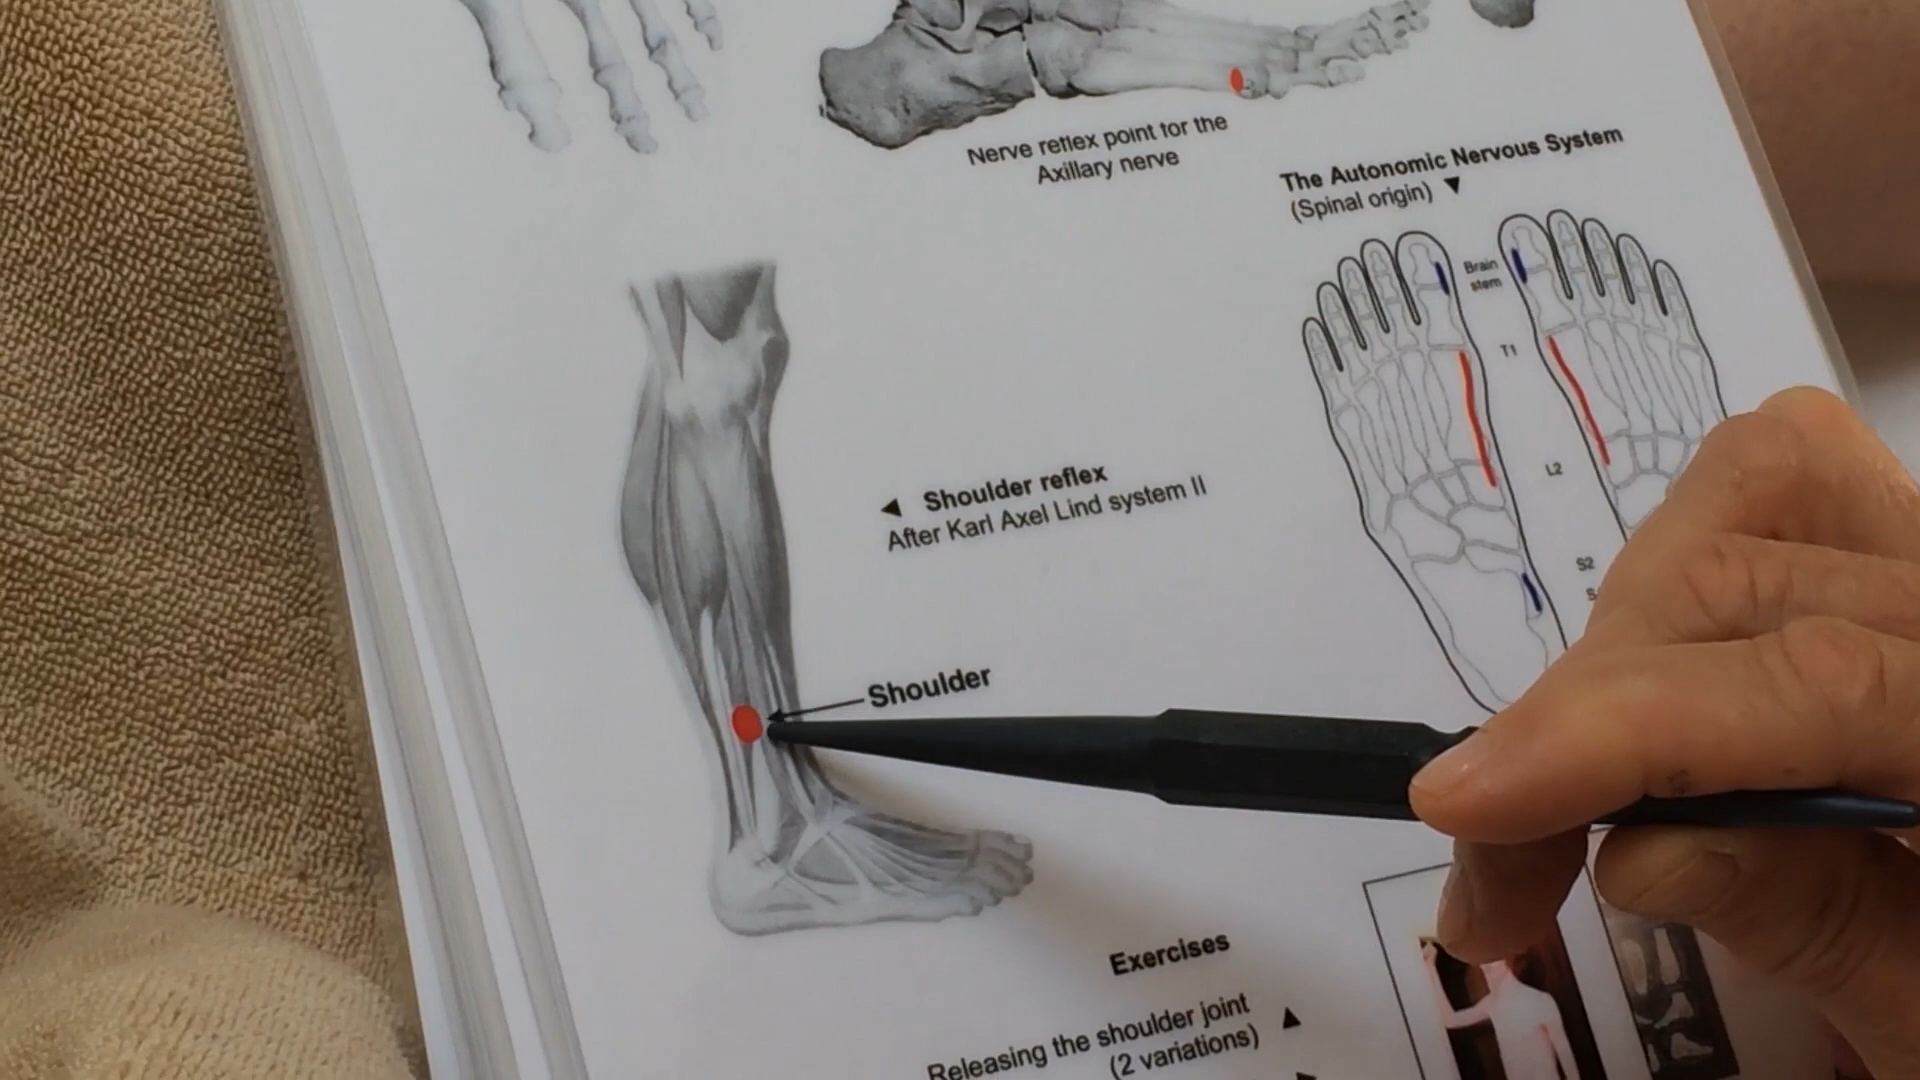 Nerve reflex point for the
Axillary nerve
The Autonomic Nervous System
(Spinal origin) ▼
Brain
stem
T1
L2
S2
◄ Shoulder reflex
After Karl Axel Lind system II
Shoulder
Exercises
Releasing the shoulder joint ▲
(2 variations)